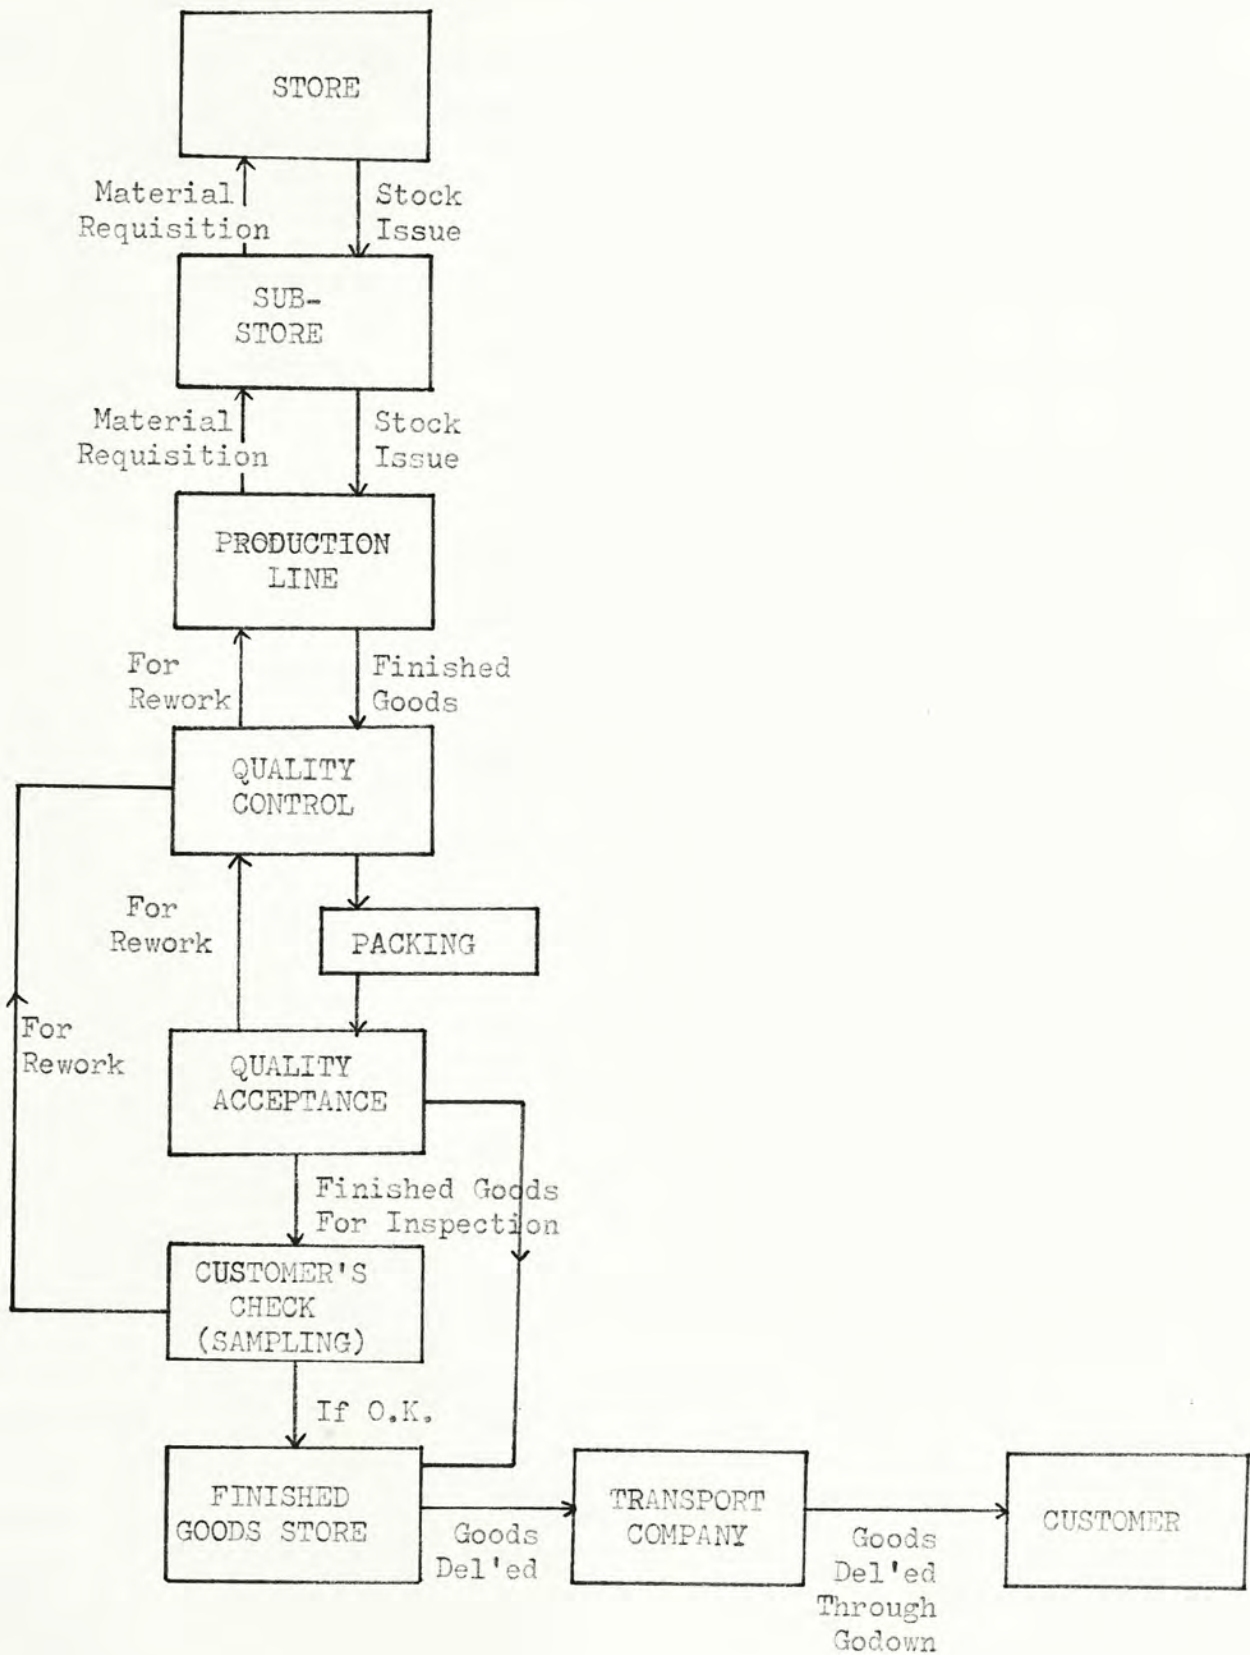 STORE
Material
Requisition
Stock
Issue
SUB-
STORE
Material
Requisition
Stock
Issue
PRODUCTION
LINE
For
Rework
Finished
Goods
QUALITY
CONTROL
For
Rework
PACKING
For
Rework
QUALITY
ACCEPTANCE
Finished Goods
For Inspection
CUSTOMER'S
CHECK
(SAMPLING)
If O.K.
FINISHED
GOODS STORE
Goods
Del'ed
TRANSPORT
COMPANY
Goods
Del'ed
Through
Godown
CUSTOMER